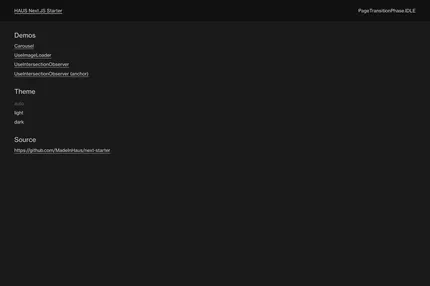 HAUS Next.JS Starter
PageTransitionPhase.IDLE
Demos
Carousel
UseImageLoader
UseIntersectionObserver
UseIntersectionObserver (anchor)
Theme
auto
light
dark
Source
https://github.com/MadeInHaus/next-starter